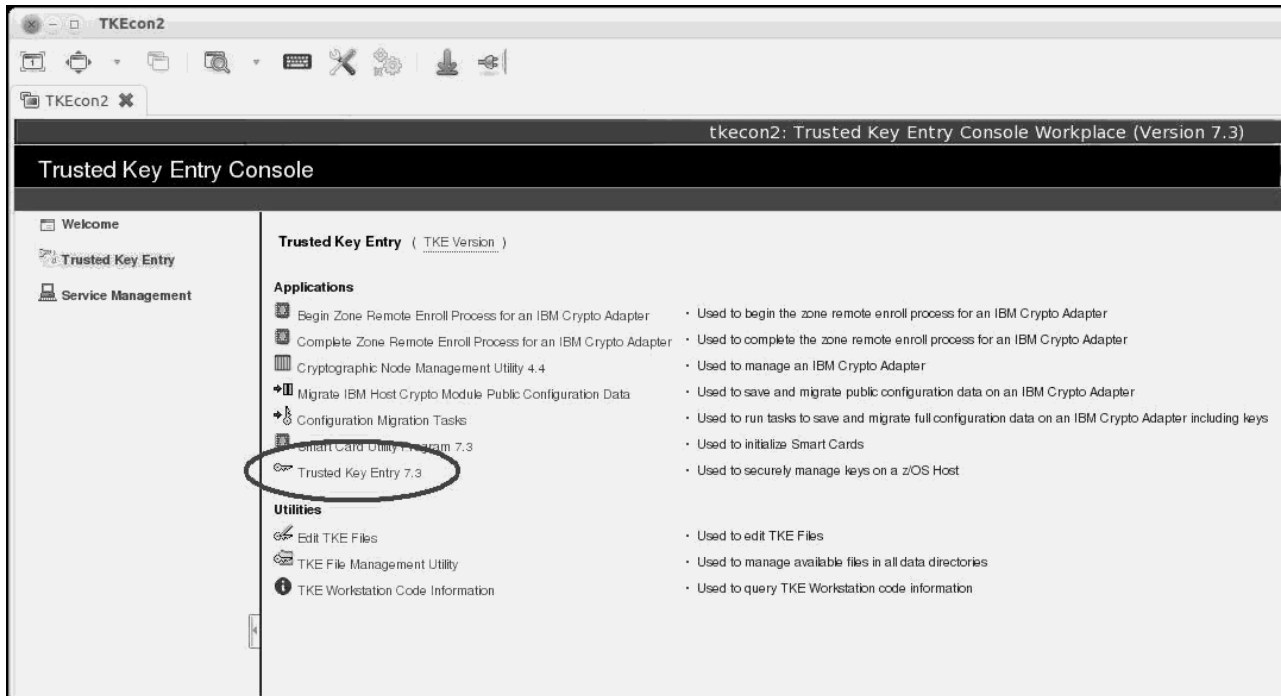 TKEcon2
TKEcon2
tkecon2: Trusted Key Entry Console Workplace (Version 7.3)
Trusted Key Entry Console
Welcome
Trusted Key Entry
Service Management
Trusted Key Entry ( TKE Version )
Applications
Begin Zone Remote Enroll Process for an IBM Crypto Adapter · Used to begin the zone remote enroll process for an IBM Crypto Adapter
Complete Zone Remote Enroll Process for an IBM Crypto Adapter · Used to complete the zone remote enroll process for an IBM Crypto Adapter
Cryptographic Node Management Utility 4.4 · Used to manage an IBM Crypto Adapter
Migrate IBM Host Crypto Module Public Configuration Data · Used to save and migrate public configuration data on an IBM Crypto Adapter
Configuration Migration Tasks · Used to run tasks to save and migrate full configuration data on an IBM Crypto Adapter including keys
Smart Card Utility Program 7.3 · Used to initialize Smart Cards
Trusted Key Entry 7.3 · Used to securely manage keys on a z/OS Host
Utilities
Edit TKE Files · Used to edit TKE Files
TKE File Management Utility · Used to manage available files in all data directories
TKE Workstation Code Information · Used to query TKE Workstation code information